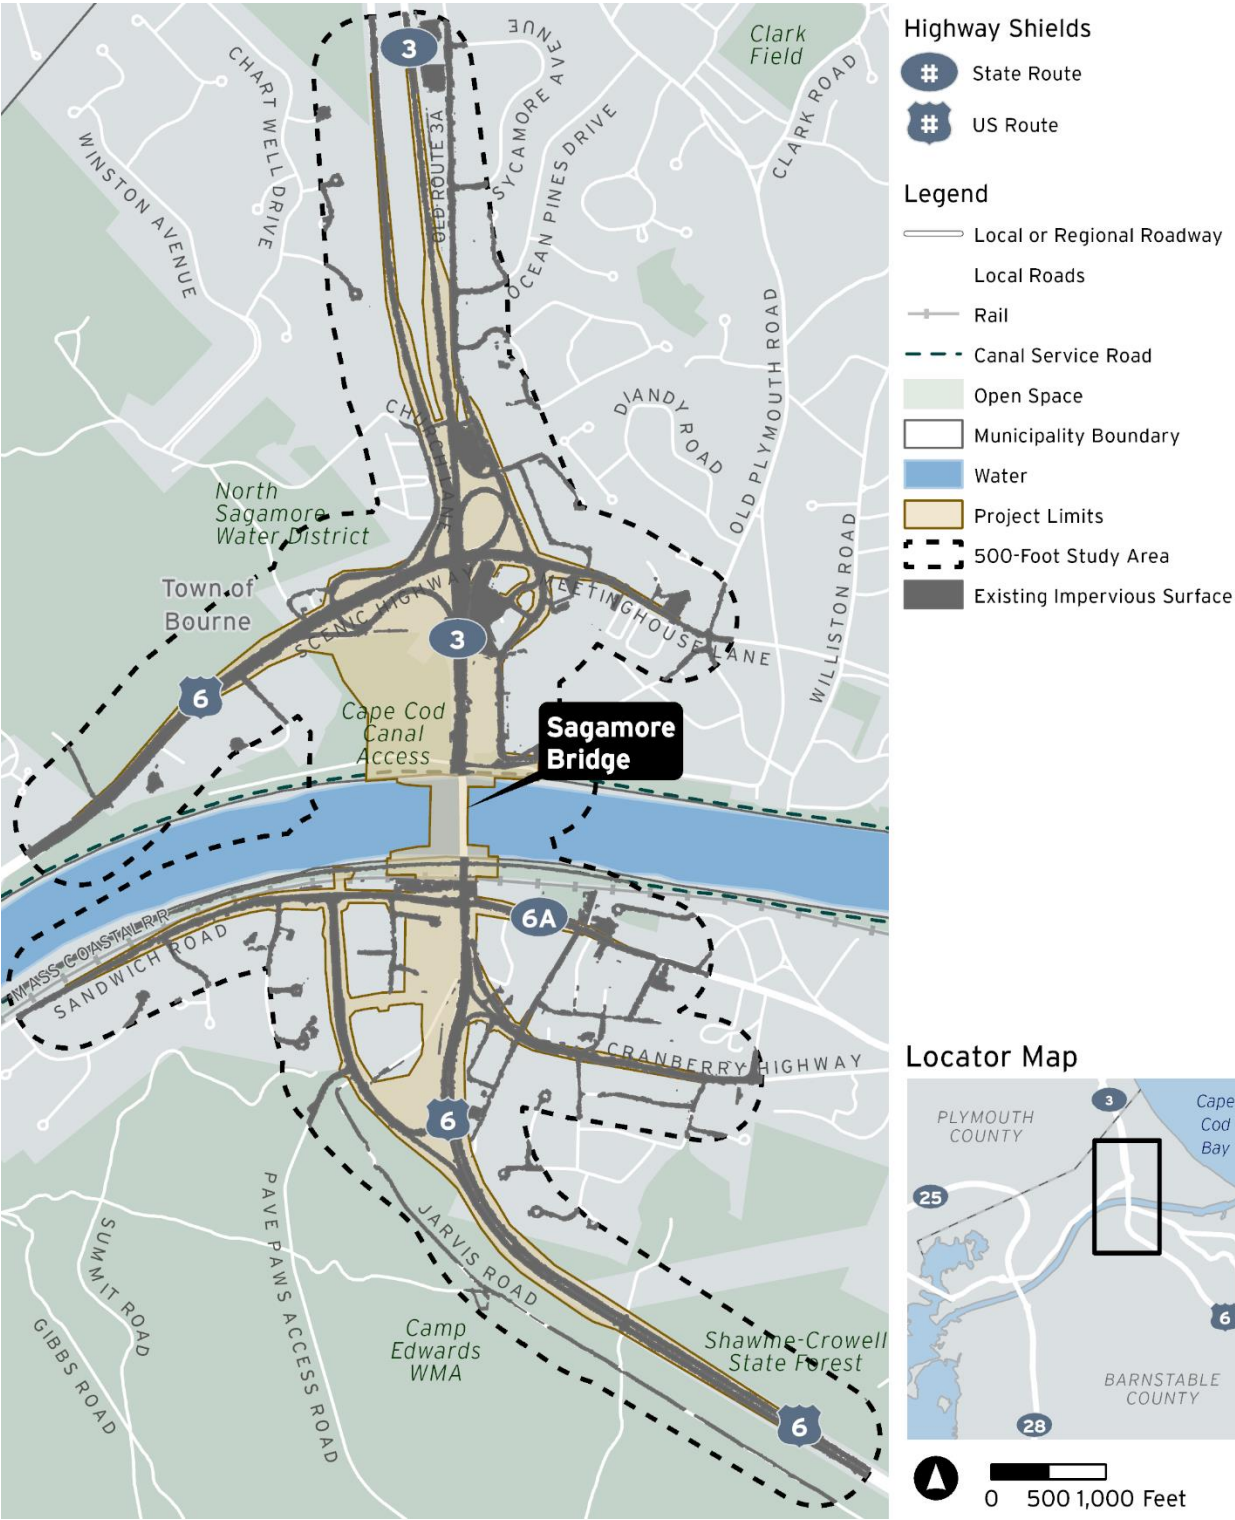 3
Clark
Field
CHART WELL DRIVE
SYCAMORE AVENUE
CLARK ROAD
WINSTON AVENUE
OLD ROUTE 3A
OCEAN PINES DRIVE
OLD PLYMOUTH ROAD
DIANDY ROAD
CHURCH LANE
North
Sagamore
Water District
WILLISTON ROAD
Town of
Bourne
SCENIC HIGHWAY
MEETINGHOUSE LANE
3
6
Cape Cod
Canal
Access
Sagamore
Bridge
6A
MASS COASTAL RR
SANDWICH ROAD
CRANBERRY HIGHWAY
6
PAVE PAWS ACCESS ROAD
JARVIS ROAD
SUMMIT ROAD
GIBBS ROAD
Camp
Edwards
WMA
Shawme-Crowell
State Forest
6
Highway Shields
# State Route
# US Route
Legend
Local or Regional Roadway
Local Roads
Rail
Canal Service Road
Open Space
Municipality Boundary
Water
Project Limits
500-Foot Study Area
Existing Impervious Surface
Locator Map
3
Cape
Cod
Bay
PLYMOUTH
COUNTY
25
6
BARNSTABLE
COUNTY
28
0 500 1,000 Feet